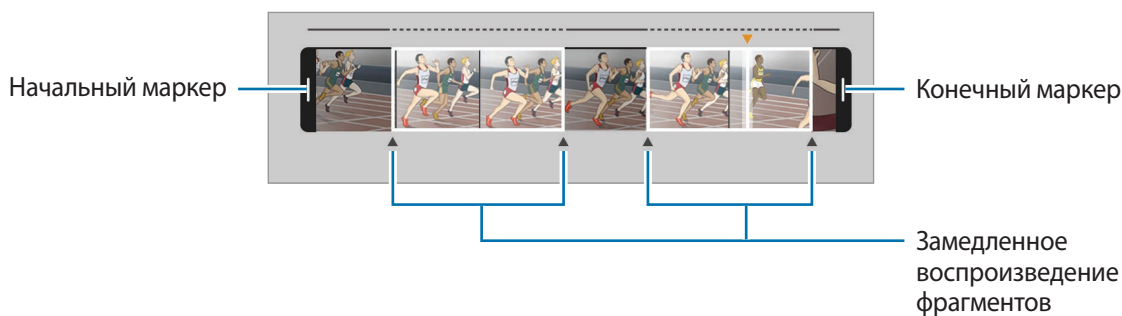 Начальный маркер
Конечный маркер
Замедленное
воспроизведение
фрагментов